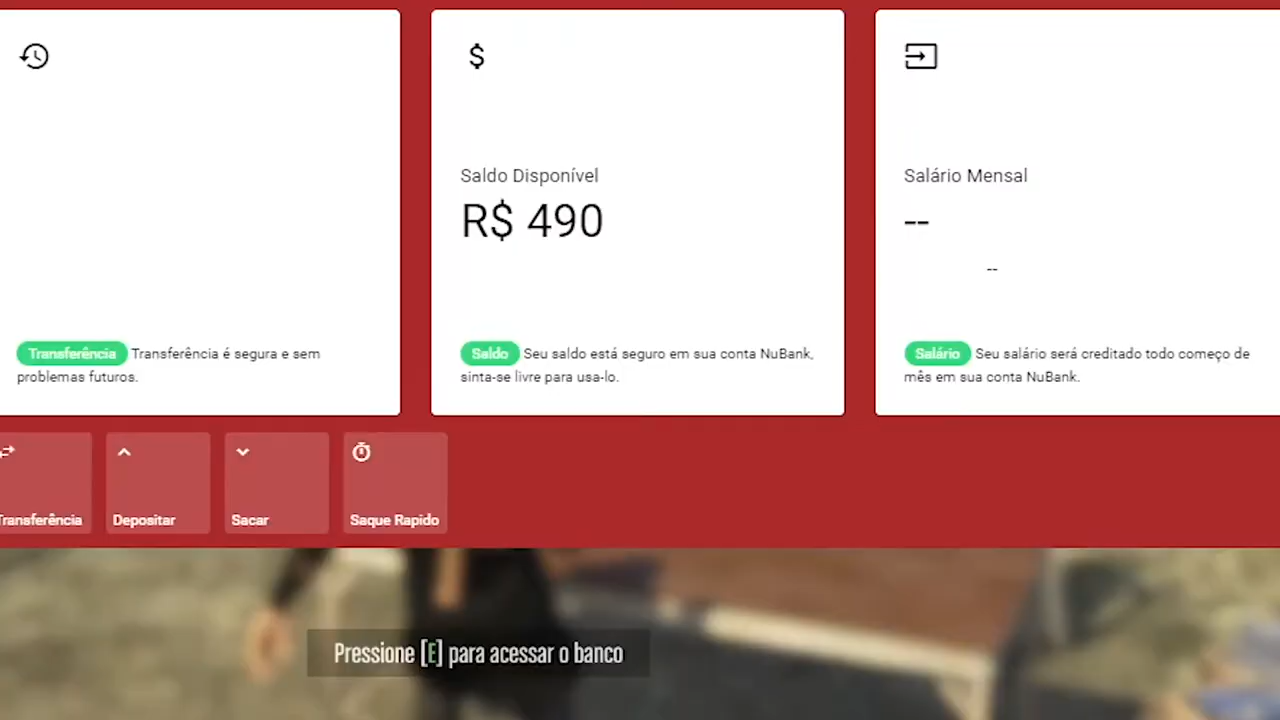 $
Saldo Disponível
R$ 490
Salário Mensal
--
--
Transferência Transferência é segura e sem
problemas futuros.
Saldo Seu saldo está seguro em sua conta NuBank,
sinta-se livre para usa-lo.
Salário Seu salário será creditado todo começo de
mês em sua conta NuBank.
Transferência
Depositar
Sacar
Saque Rapido
Pressione [E] para acessar o banco